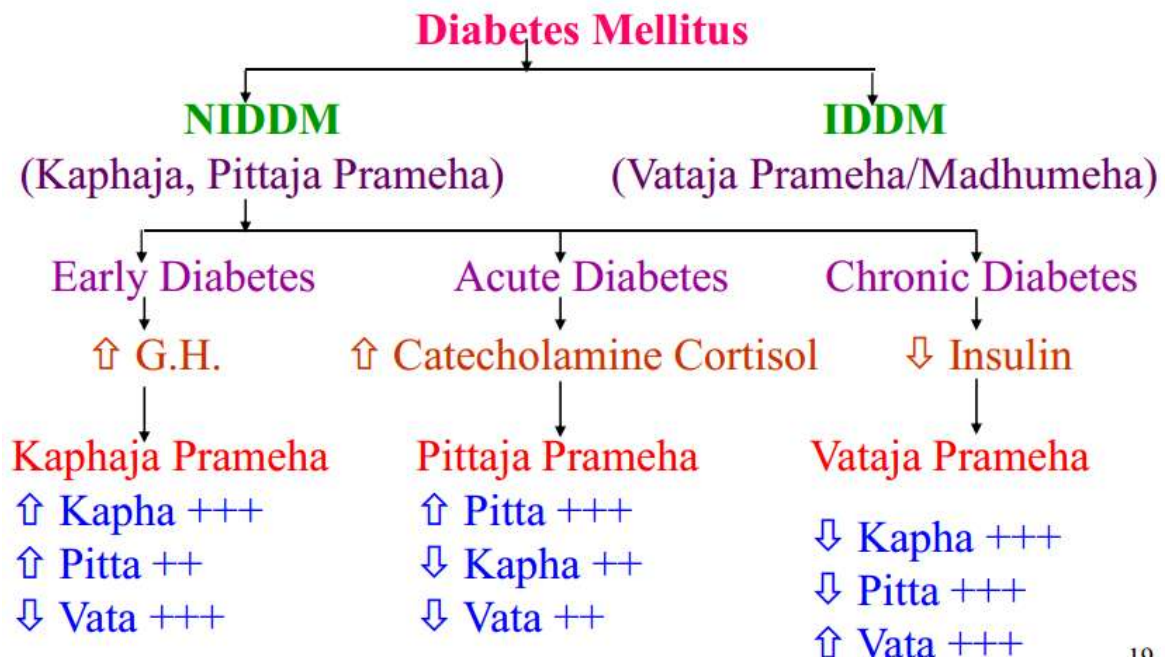 Diabetes Mellitus
NIDDM IDDM
(Kaphaja, Pittaja Prameha) (Vataja Prameha/Madhumeha)
Early Diabetes Acute Diabetes Chronic Diabetes
⇧ G.H. ⇧ Catecholamine Cortisol ⇩ Insulin
Kaphaja Prameha Pittaja Prameha Vataja Prameha
⇧ Kapha +++
⇧ Pitta ++
⇩ Vata +++
⇧ Pitta +++
⇩ Kapha ++
⇩ Vata ++
⇩ Kapha +++
⇩ Pitta +++
⇧ Vata +++
19